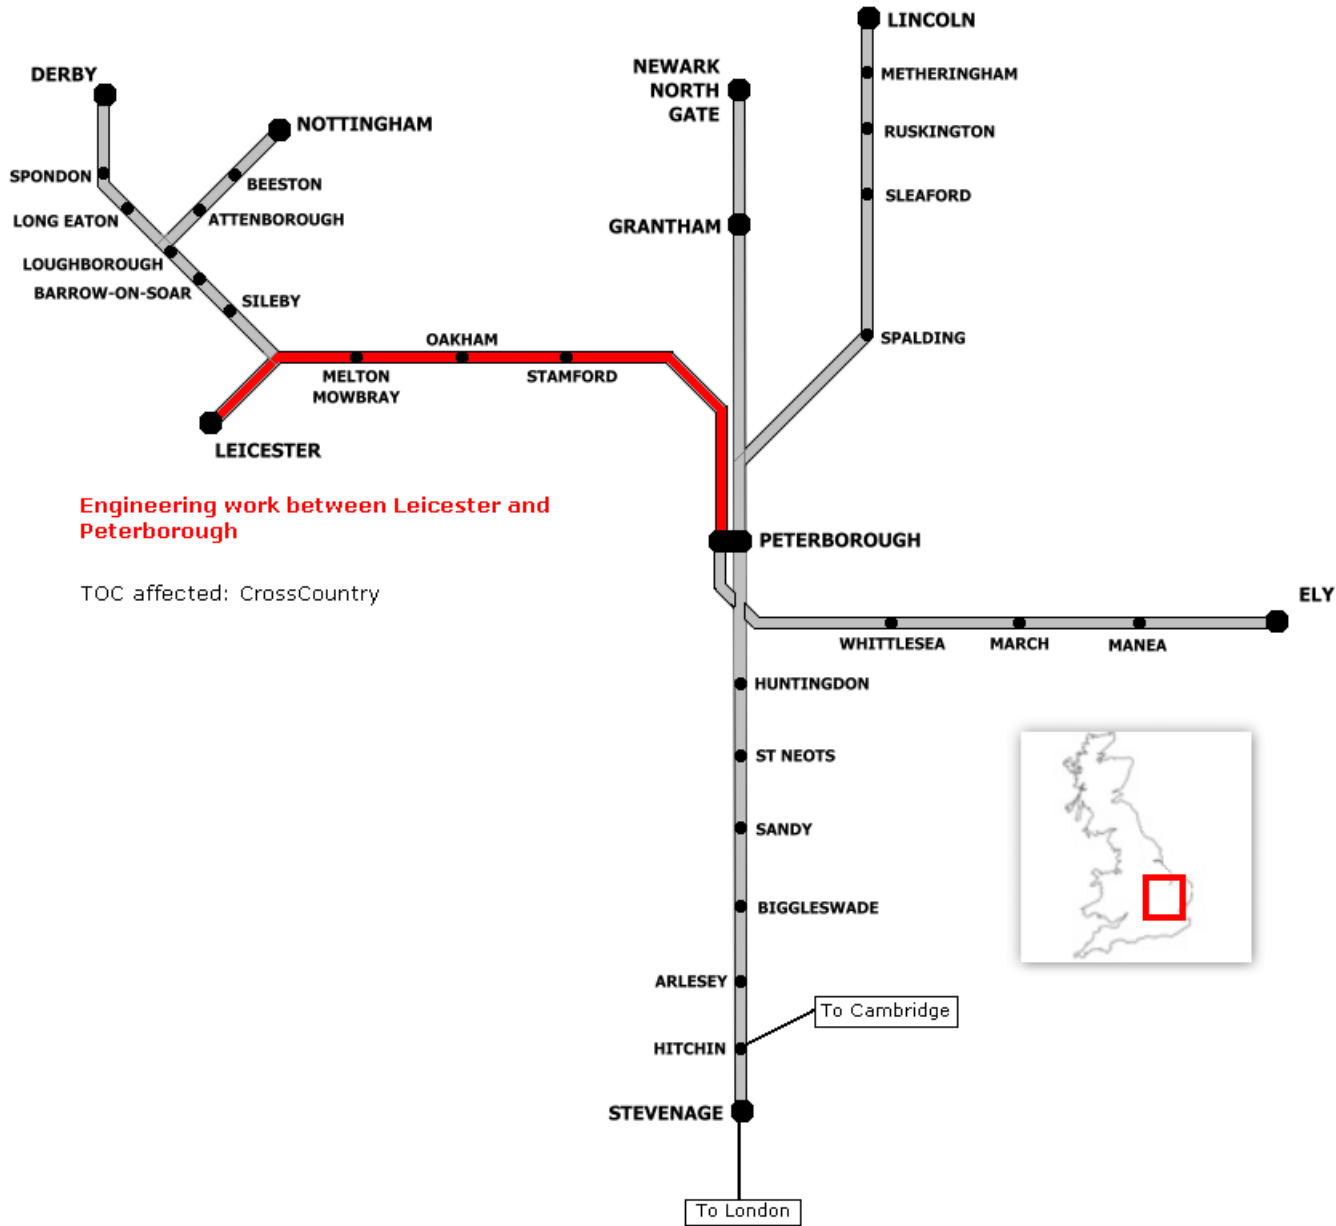 LINCOLN
NEWARK
NORTH
GATE
DERBY
METHERINGHAM
NOTTINGHAM
RUSKINGTON
SPONDON
BEESTON
SLEAFORD
LONG EATON
ATTENBOROUGH
GRANTHAM
LOUGHBOROUGH
BARROW-ON-SOAR
SILEBY
OAKHAM
SPALDING
MELTON
MOWBRAY
STAMFORD
LEICESTER
Engineering work between Leicester and
Peterborough
PETERBOROUGH
TOC affected: CrossCountry
ELY
WHITTLESEA
MARCH
MANEA
HUNTINGDON
ST NEOTS
SANDY
BIGGLESWADE
ARLESEY
To Cambridge
HITCHIN
STEVENAGE
To London